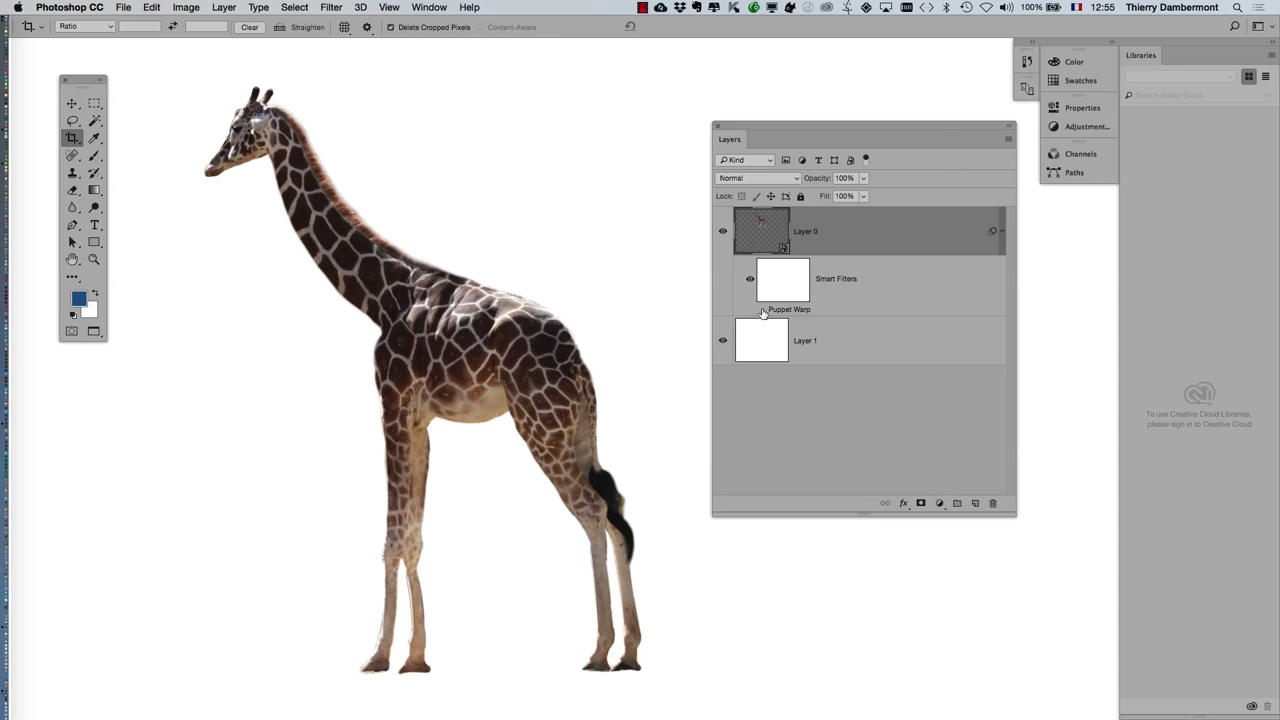 Photoshop CC File Edit Image Layer Type Select Filter 3D View Window Help 100% 12:55 Thierry Dambermont
Ratio Clear Straighten Delete Cropped Pixels Content-Aware
Libraries
Color
Swatches
Search Adobe Stock
Properties
Adjustment...
Channels
Paths
Layers
Kind
Normal Opacity: 100%
Lock: Fill: 100%
Layer 0
Smart Filters
Puppet Warp
Layer 1
To use Creative Cloud Libraries,
please sign in to Creative Cloud